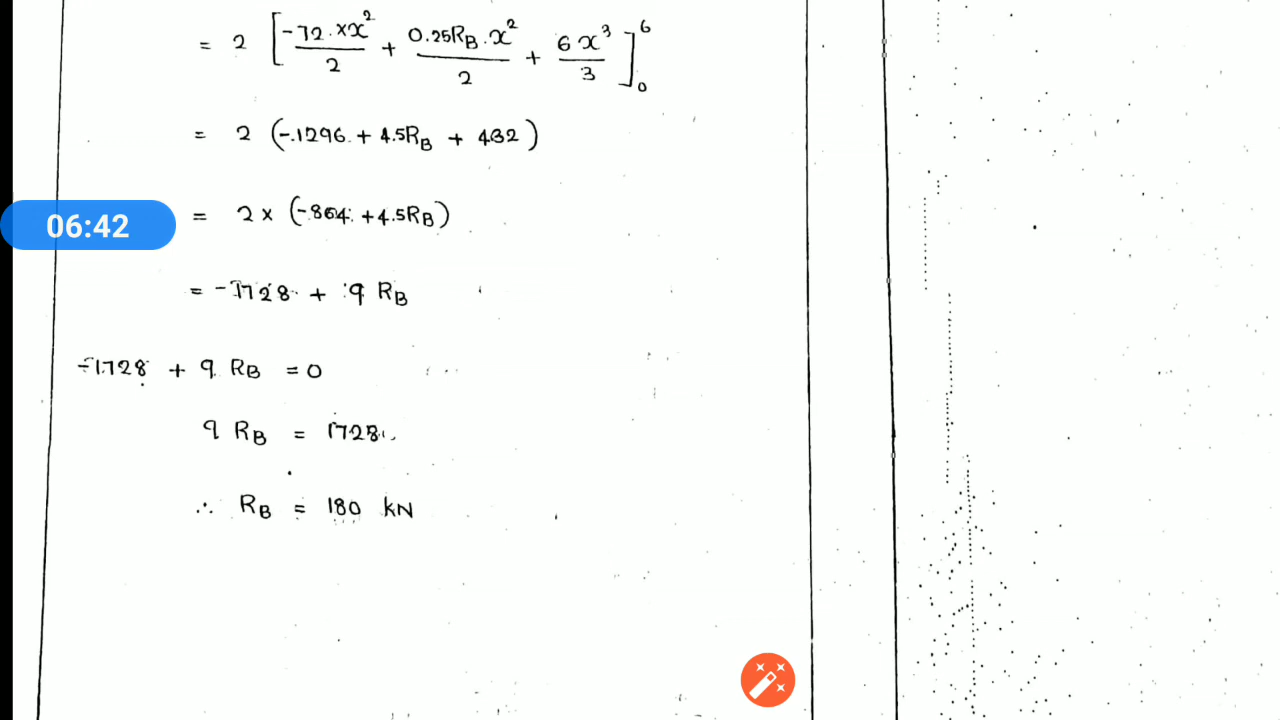 = 2 [ -72.×x²/2 + 0.25R_B.x²/2 + 6x³/3 ]₀⁶
= 2 (-1296 + 4.5R_B + 432)
06:42
= 2 × (-864 + 4.5R_B)
= -1728 + 9 R_B
-1728 + 9 R_B = 0
9 R_B = 1728
∴ R_B = 180 kN